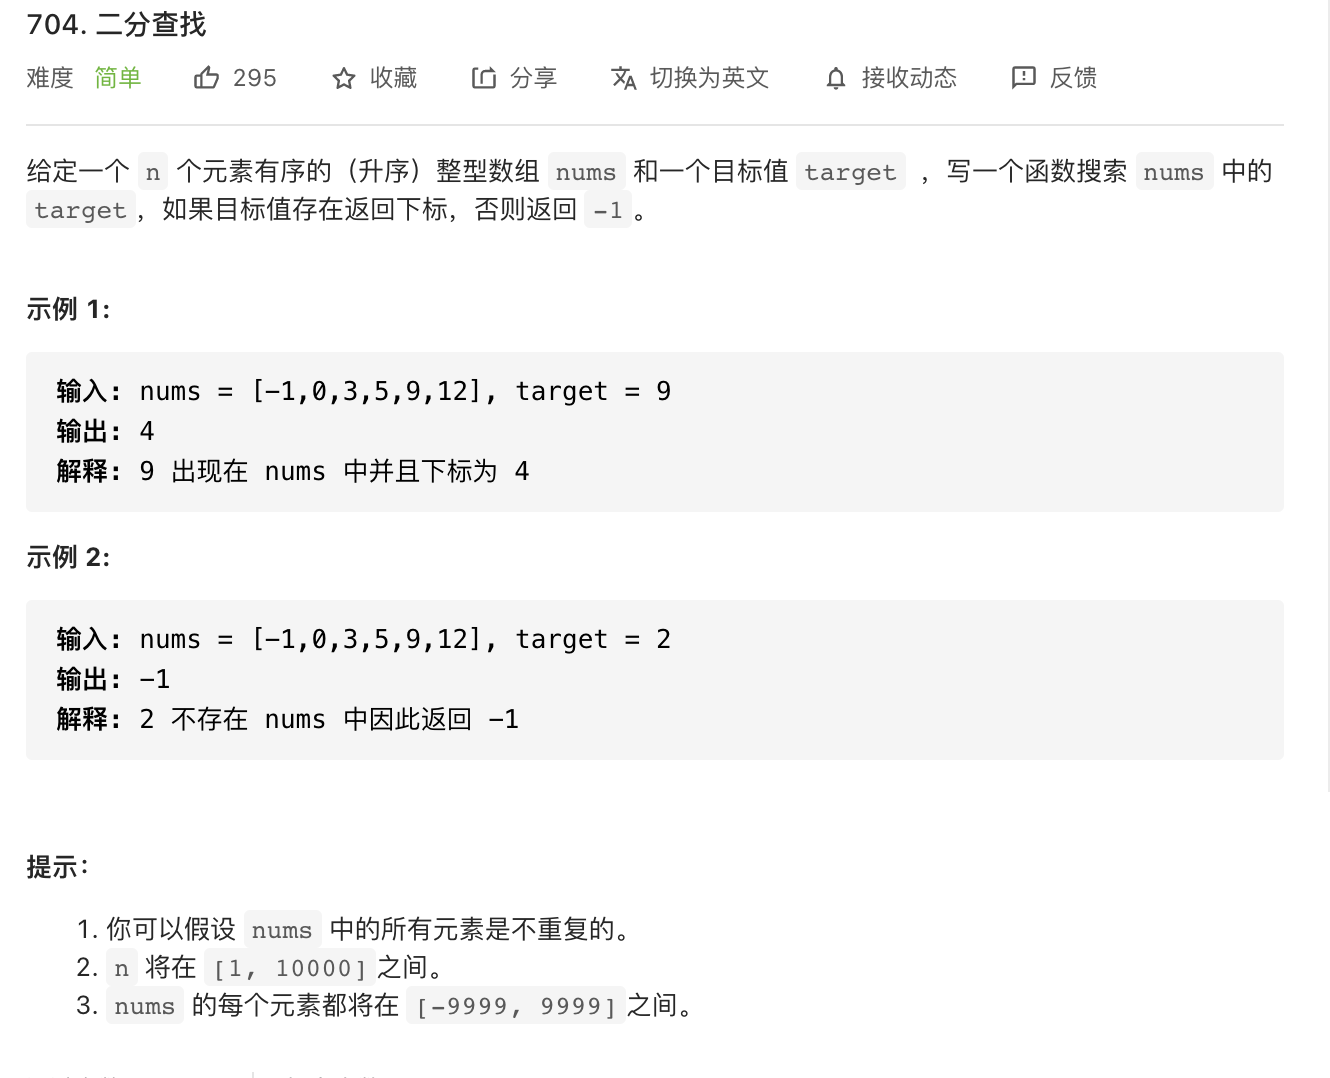 704. 二分查找
难度 简单 295 收藏 分享 切换为英文 接收动态 反馈
给定一个 n 个元素有序的（升序）整型数组 nums 和一个目标值 target ，写一个函数搜索 nums 中的
target，如果目标值存在返回下标，否则返回 -1。
示例 1:
输入: nums = [-1,0,3,5,9,12], target = 9
输出: 4
解释: 9 出现在 nums 中并且下标为 4
示例 2:
输入: nums = [-1,0,3,5,9,12], target = 2
输出: -1
解释: 2 不存在 nums 中因此返回 -1
提示：
1. 你可以假设 nums 中的所有元素是不重复的。
2. n 将在 [1, 10000]之间。
3. nums 的每个元素都将在 [-9999, 9999]之间。